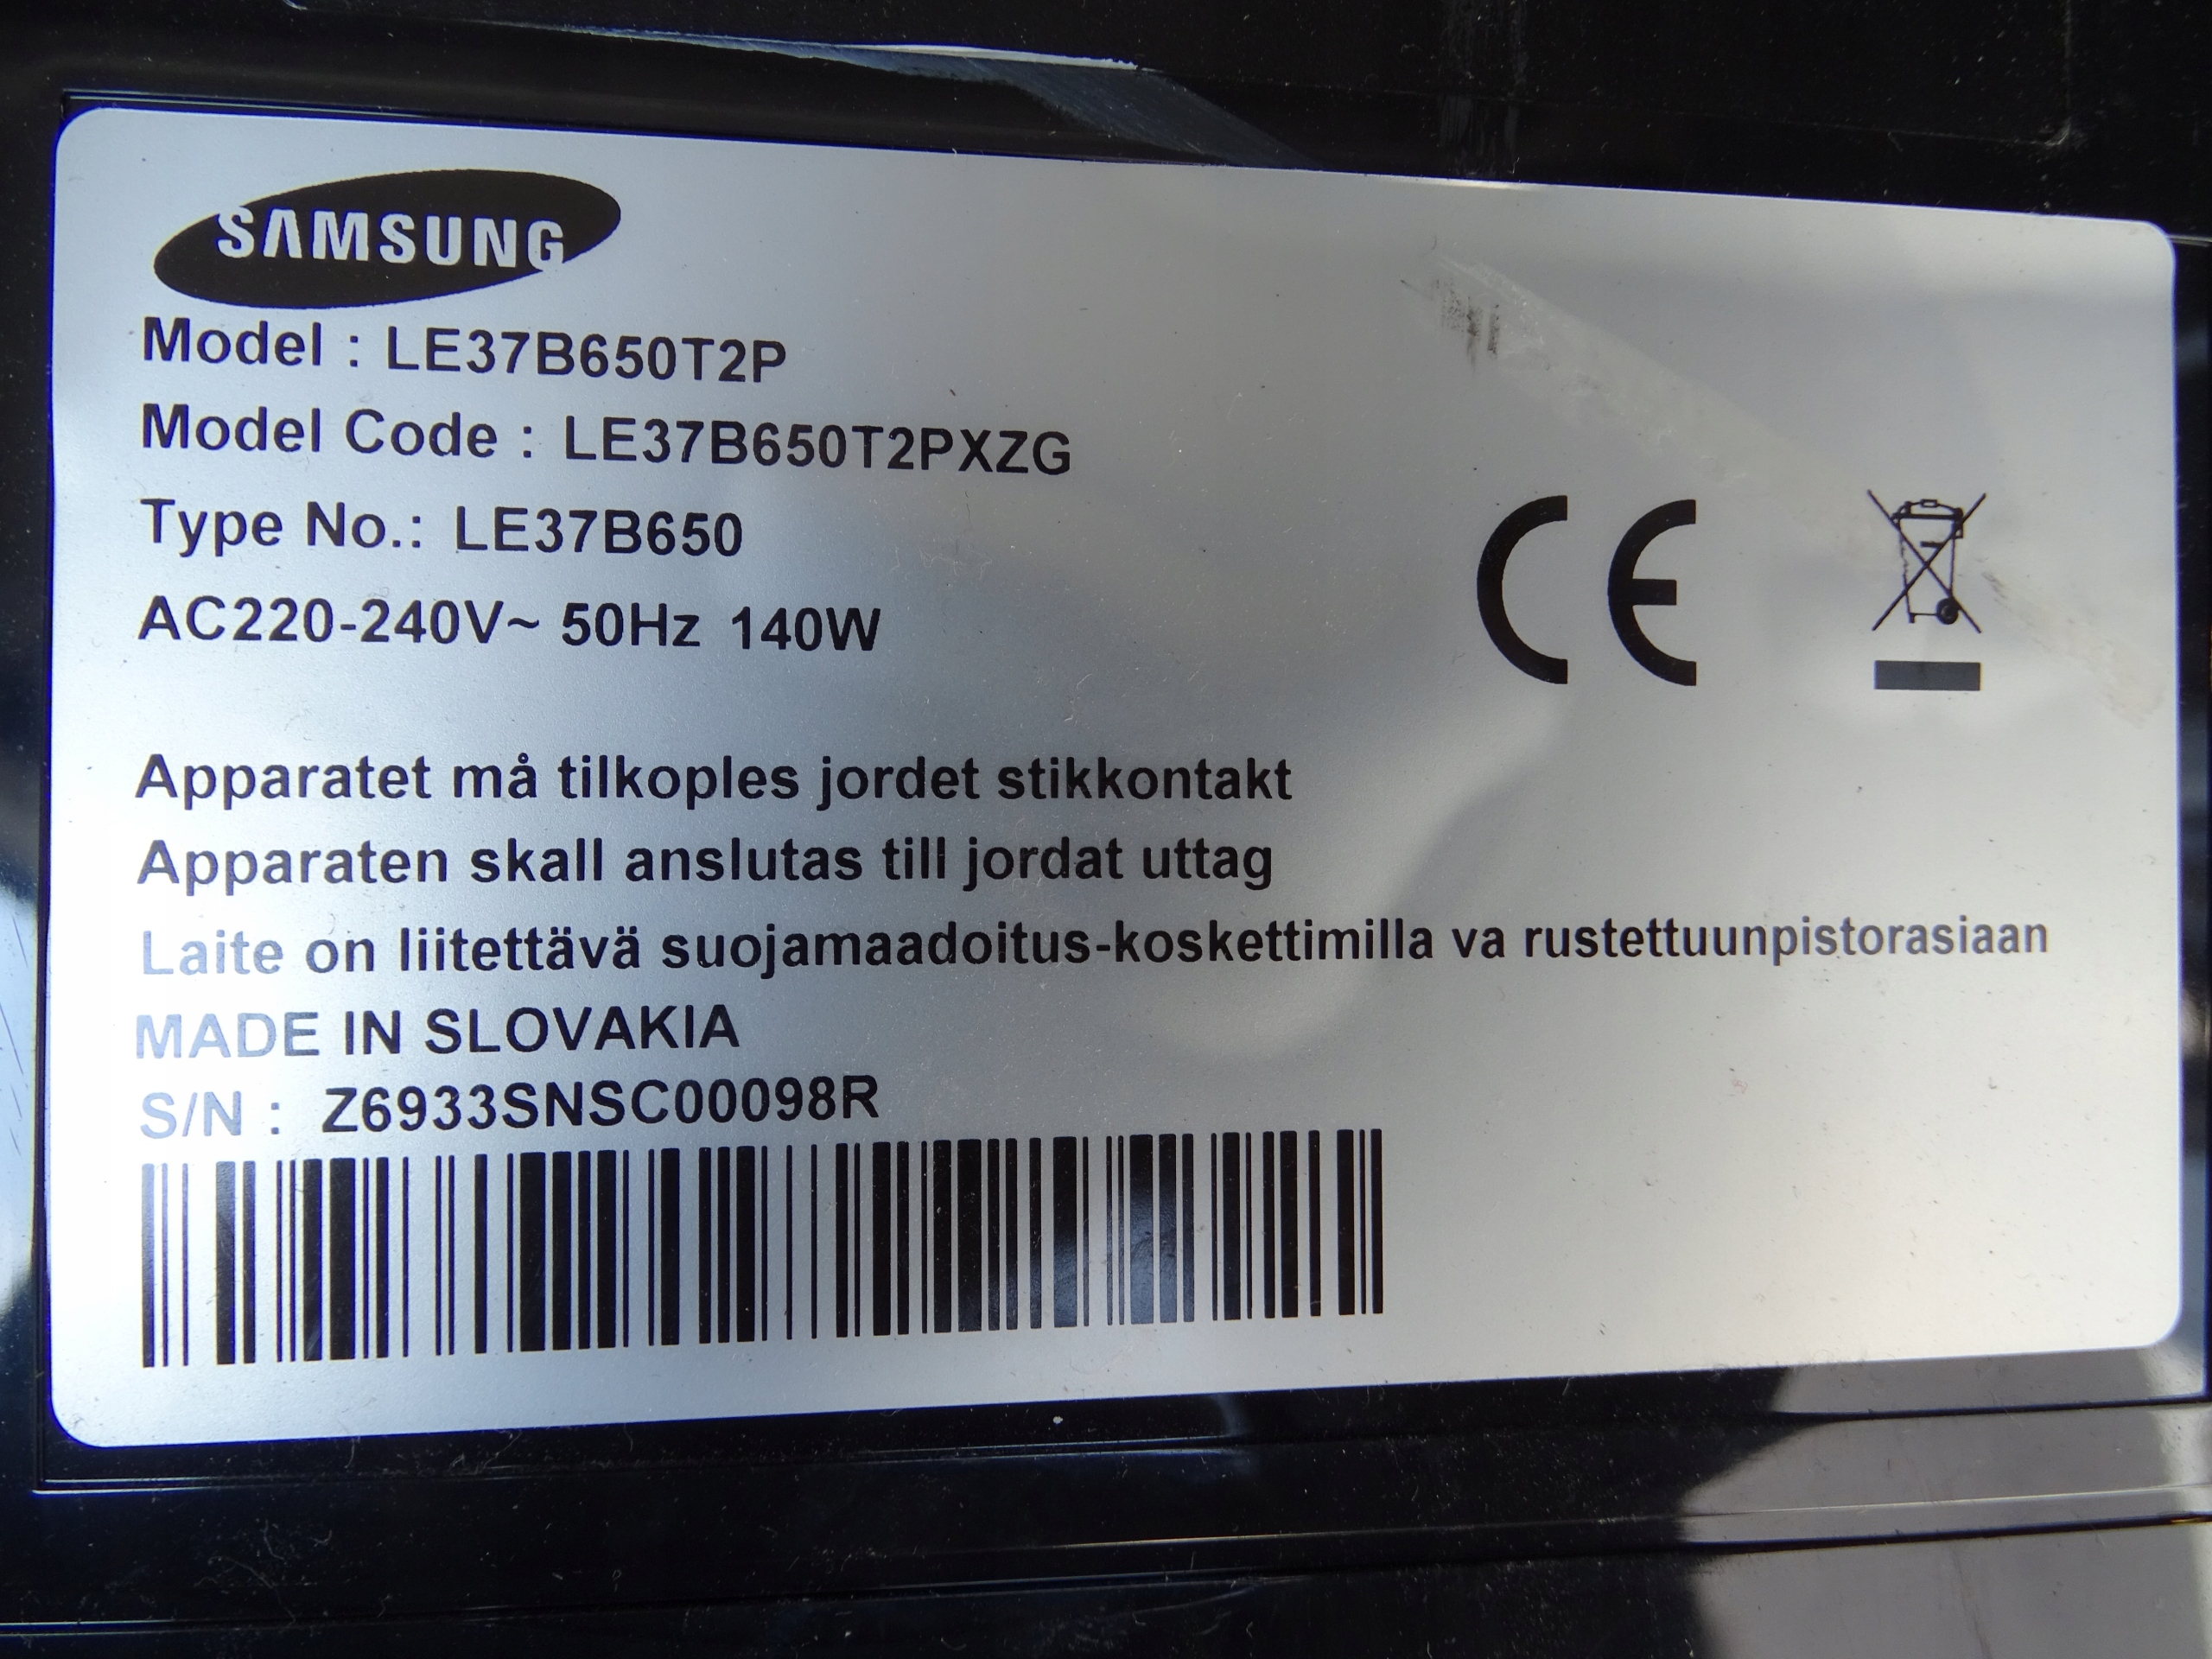 SAMSUNG
Model : LE37B650T2P
Model Code : LE37B650T2PXZG
Type No.: LE37B650
AC220-240V~ 50Hz 140W
CE
Apparatet må tilkoples jordet stikkontakt
Apparaten skall anslutas till jordat uttag
Laite on liitettävä suojamaadoitus-koskettimilla va rustettuunpistorasiaan
MADE IN SLOVAKIA
S/N : Z6933SNSC00098R